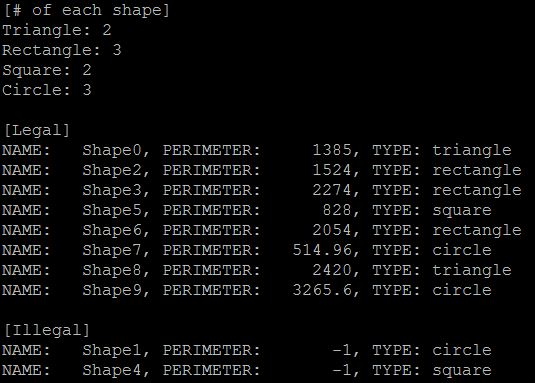 [# of each shape]
Triangle: 2
Rectangle: 3
Square: 2
Circle: 3
[Legal]
NAME:   Shape0, PERIMETER:     1385, TYPE: triangle
NAME:   Shape2, PERIMETER:     1524, TYPE: rectangle
NAME:   Shape3, PERIMETER:     2274, TYPE: rectangle
NAME:   Shape5, PERIMETER:      828, TYPE: square
NAME:   Shape6, PERIMETER:     2054, TYPE: rectangle
NAME:   Shape7, PERIMETER:   514.96, TYPE: circle
NAME:   Shape8, PERIMETER:     2420, TYPE: triangle
NAME:   Shape9, PERIMETER:   3265.6, TYPE: circle
[Illegal]
NAME:   Shape1, PERIMETER:       -1, TYPE: circle
NAME:   Shape4, PERIMETER:       -1, TYPE: square